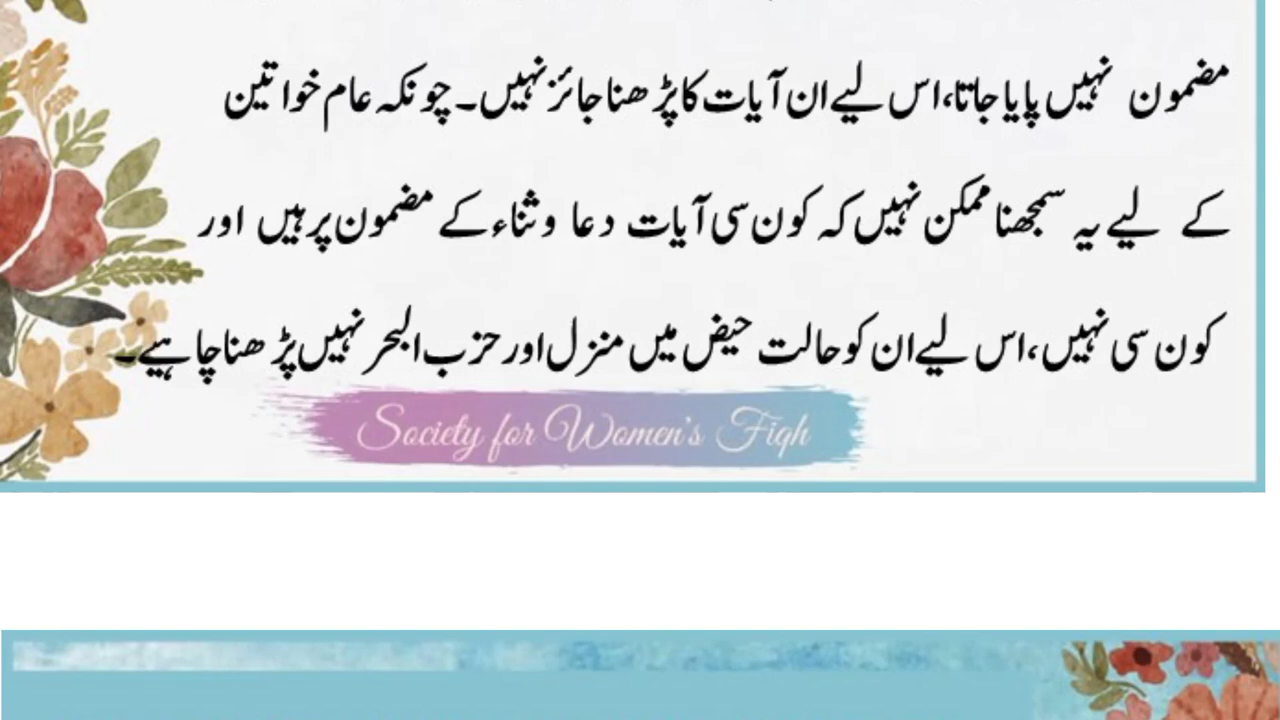 مضمون نہیں پایا جاتا، اس لیے ان آیات کا پڑھنا جائز نہیں۔ چونکہ عام خواتین
کے لیے یہ سمجھنا ممکن نہیں کہ کون سی آیات دعا و ثناء کے مضمون پر ہیں اور
کون سی نہیں، اس لیے ان کو حالت حیض میں منزل اور حزب البحر نہیں پڑھنا چاہیے۔
Society for Women's Fiqh